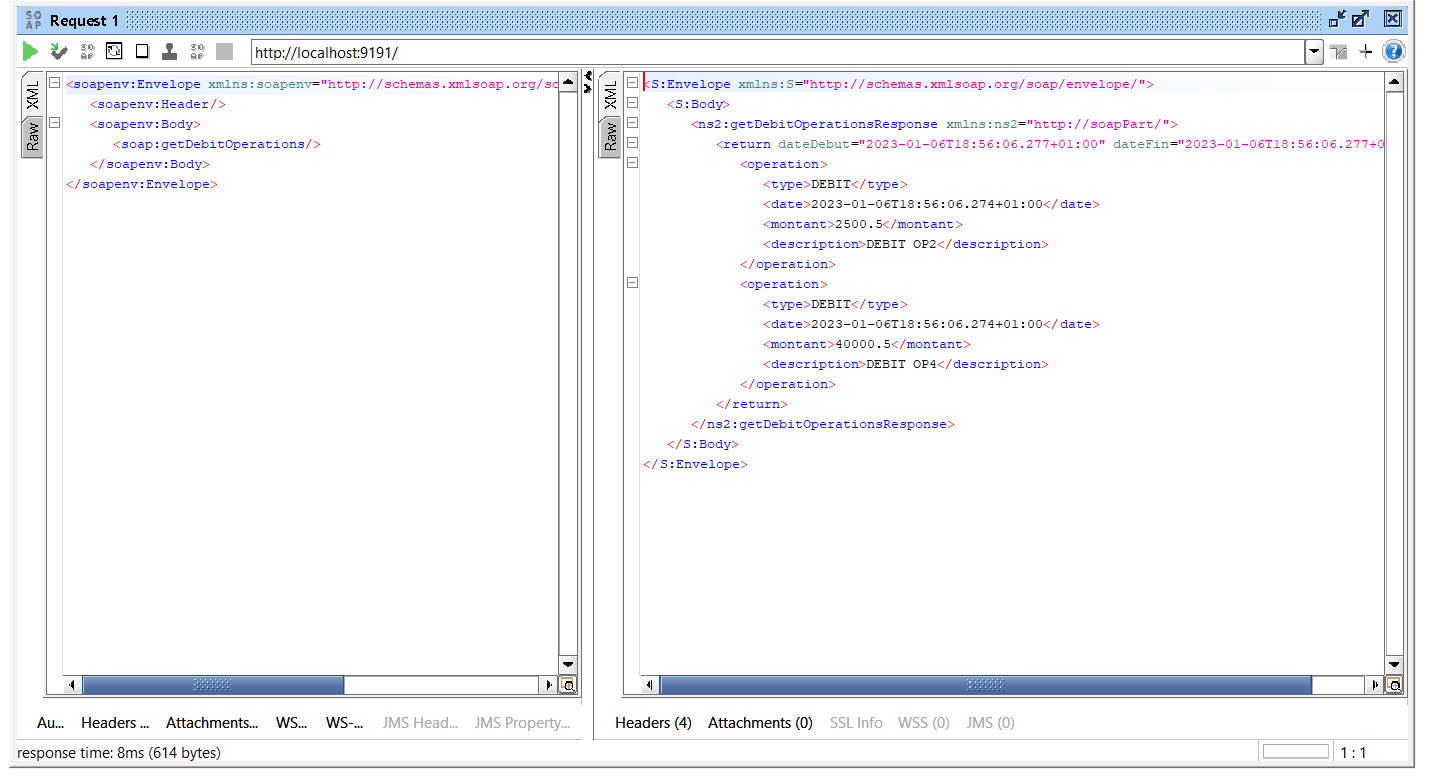 SO AP Request 1
SO AP
SO AP
http://localhost:9191/
XML
Raw
<soapenv:Envelope xmlns:soapenv="http://schemas.xmlsoap.org/so
<soapenv:Header/>
<soapenv:Body>
<soap:getDebitOperations/>
</soapenv:Body>
</soapenv:Envelope>
XML
Raw
<S:Envelope xmlns:S="http://schemas.xmlsoap.org/soap/envelope/">
<S:Body>
<ns2:getDebitOperationsResponse xmlns:ns2="http://soapPart/">
<return dateDebut="2023-01-06T18:56:06.277+01:00" dateFin="2023-01-06T18:56:06.277+0
<operation>
<type>DEBIT</type>
<date>2023-01-06T18:56:06.274+01:00</date>
<montant>2500.5</montant>
<description>DEBIT OP2</description>
</operation>
<operation>
<type>DEBIT</type>
<date>2023-01-06T18:56:06.274+01:00</date>
<montant>40000.5</montant>
<description>DEBIT OP4</description>
</operation>
</return>
</ns2:getDebitOperationsResponse>
</S:Body>
</S:Envelope>
Au... Headers ... Attachments... WS... WS-... JMS Head... JMS Property...
Headers (4) Attachments (0) SSL Info WSS (0) JMS (0)
response time: 8ms (614 bytes)
1 : 1